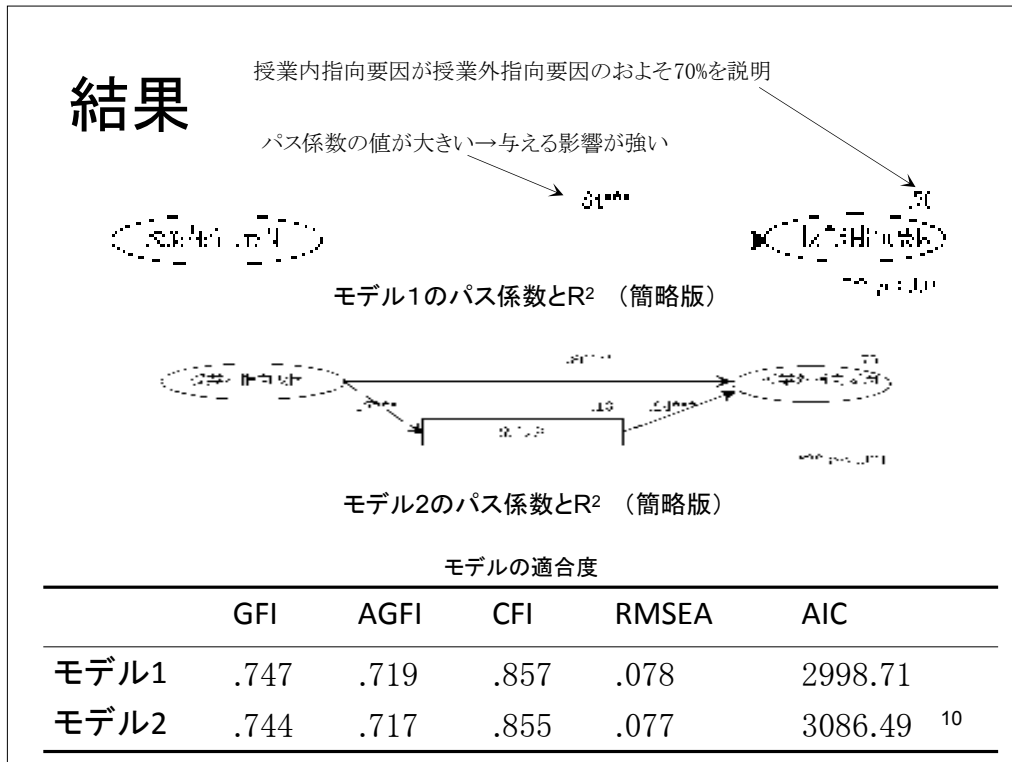 結果
授業内指向要因が授業外指向要因のおよそ70%を説明
パス係数の値が大きい→与える影響が強い
モデル1のパス係数とR² （簡略版）
モデル2のパス係数とR² （簡略版）
モデルの適合度
GFI AGFI CFI RMSEA AIC
モデル1 .747 .719 .857 .078 2998.71
モデル2 .744 .717 .855 .077 3086.49
10